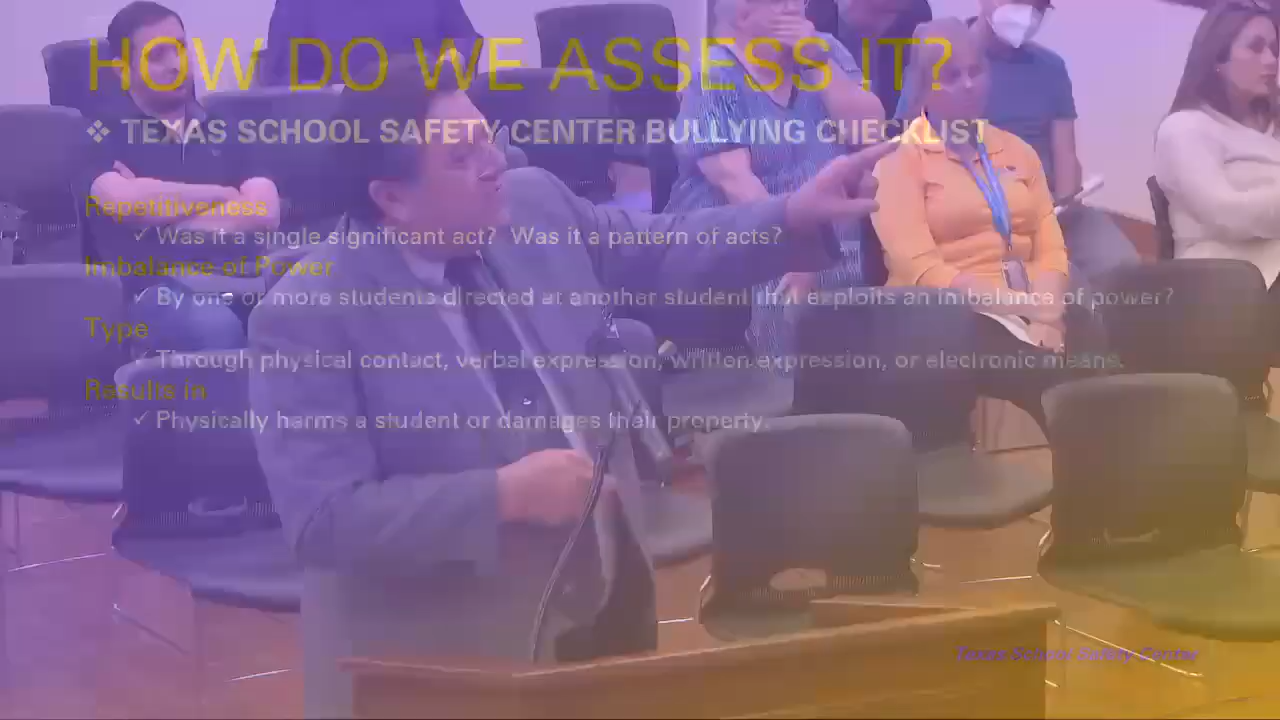 HOW DO WE ASSESS IT?
❖ TEXAS SCHOOL SAFETY CENTER BULLYING CHECKLIST
Repetitiveness
✓ Was it a single significant act? Was it a pattern of acts?
Imbalance of Power
✓ By one or more students directed at another student that exploits an imbalance of power?
Type
✓ Through physical contact, verbal expression, written expression, or electronic means.
Results in
✓ Physically harms a student or damages their property.
Texas School Safety Center